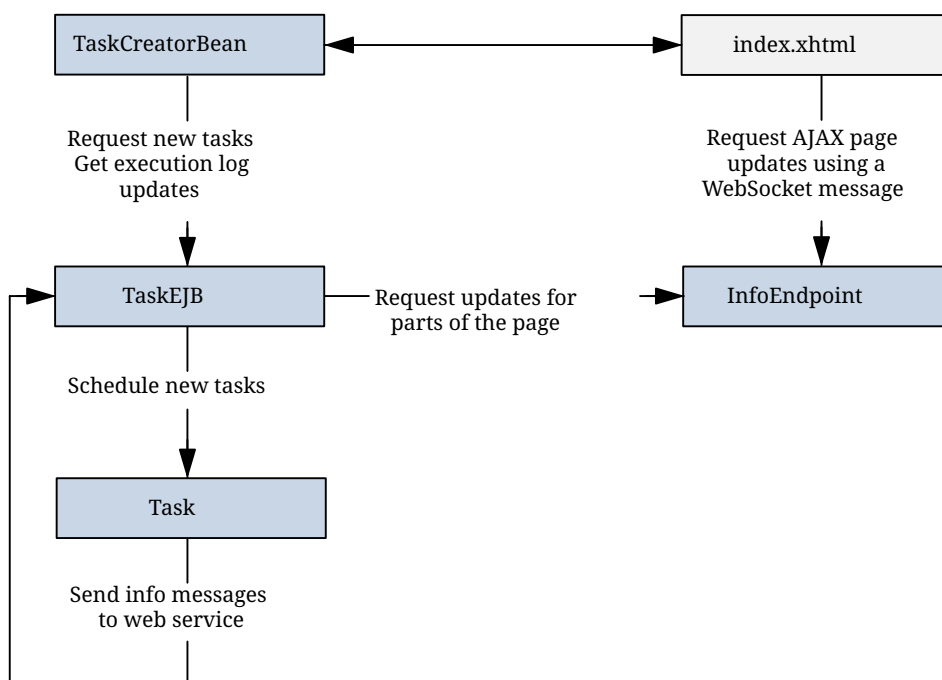 TaskCreatorBean
index.xhtml
Request new tasks
Get execution log
updates
Request AJAX page
updates using a
WebSocket message
TaskEJB
Request updates for
parts of the page
InfoEndpoint
Schedule new tasks
Task
Send info messages
to web service